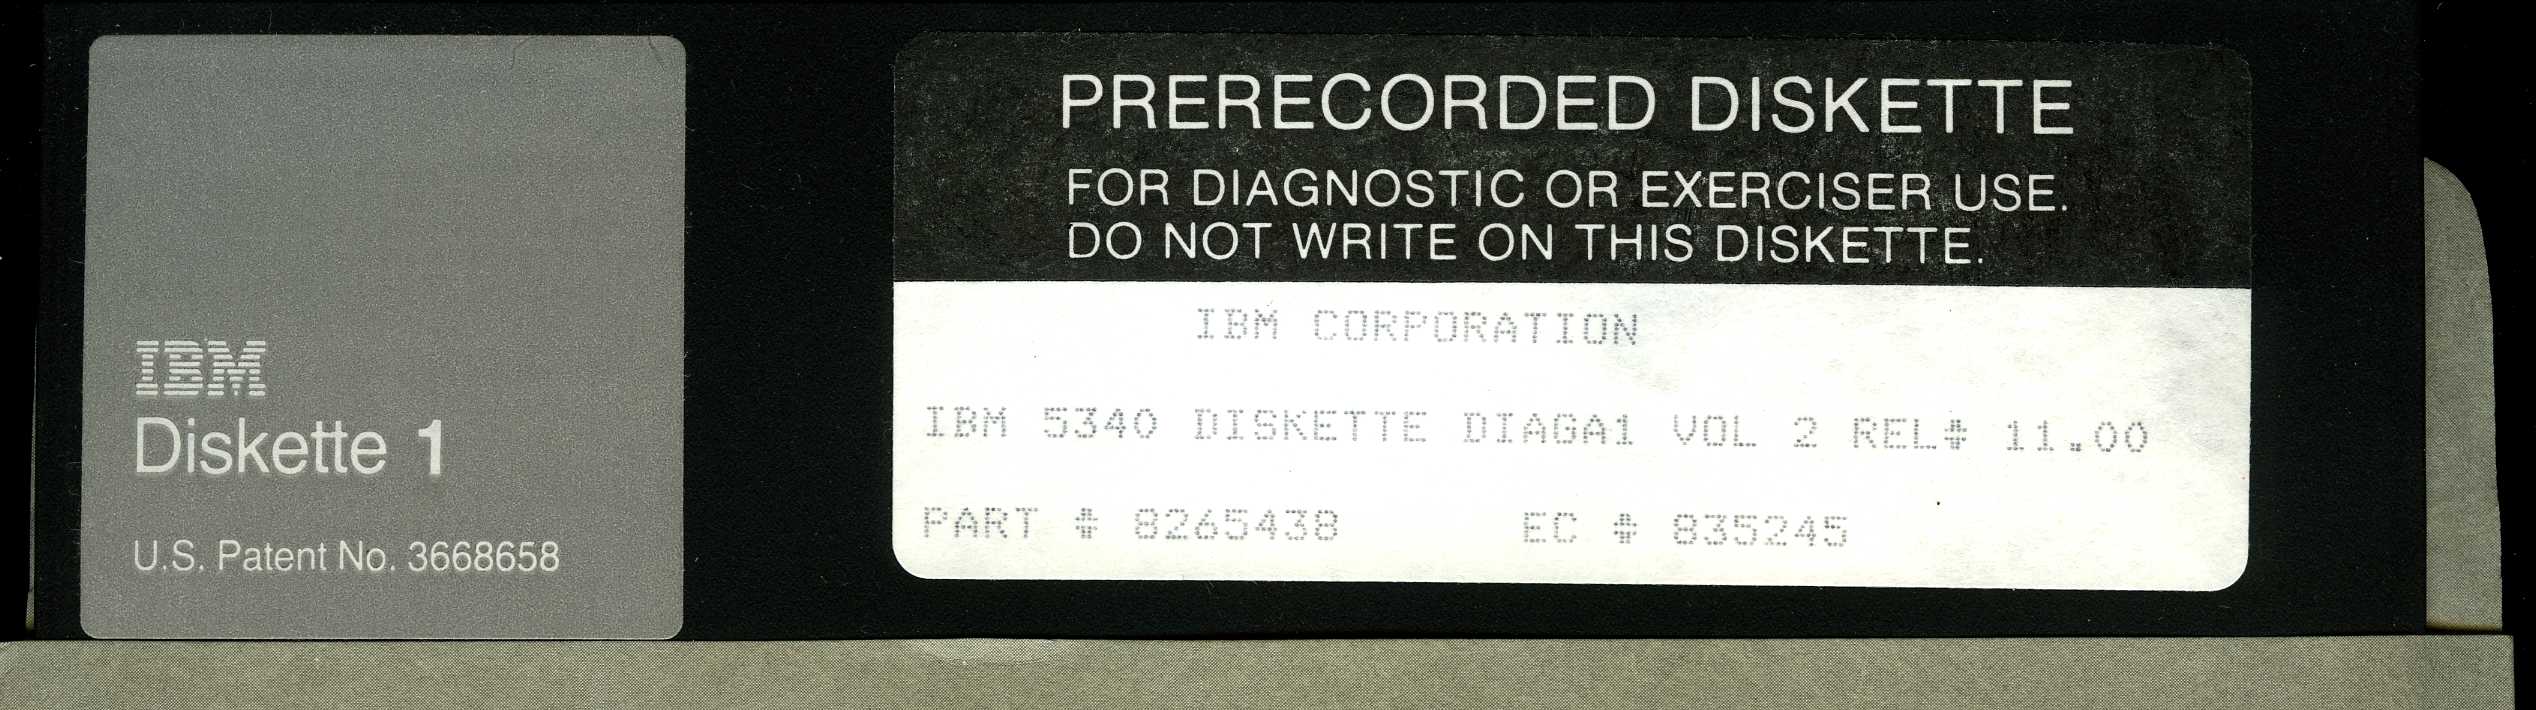 IBM
Diskette 1
U.S. Patent No. 3668658
PRERECORDED DISKETTE
FOR DIAGNOSTIC OR EXERCISER USE.
DO NOT WRITE ON THIS DISKETTE.
IBM CORPORATION
IBM 5340 DISKETTE DIAGA1 VOL 2 REL# 11.00
PART # 8265438 EC # 835245